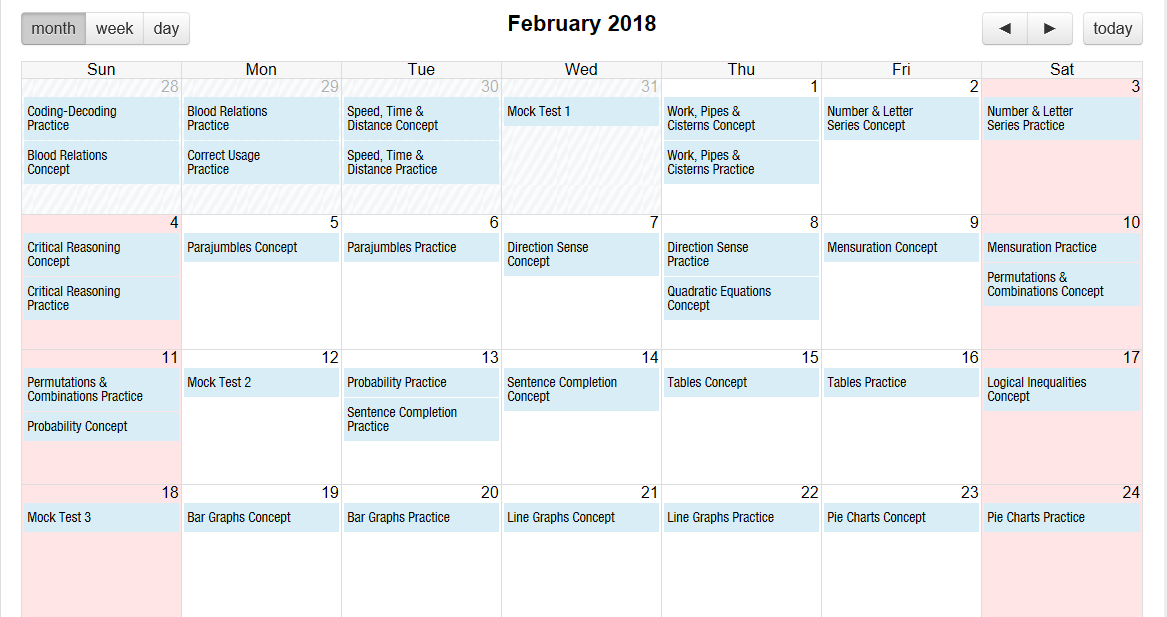 month week day
February 2018
◄ ► today
Sun Mon Tue Wed Thu Fri Sat
28
Coding-Decoding
Practice
Blood Relations
Concept
29
Blood Relations
Practice
Correct Usage
Practice
30
Speed, Time &
Distance Concept
Speed, Time &
Distance Practice
31
Mock Test 1
1
Work, Pipes &
Cisterns Concept
Work, Pipes &
Cisterns Practice
2
Number & Letter
Series Concept
3
Number & Letter
Series Practice
4
Critical Reasoning
Concept
Critical Reasoning
Practice
5
Parajumbles Concept
6
Parajumbles Practice
7
Direction Sense
Concept
8
Direction Sense
Practice
Quadratic Equations
Concept
9
Mensuration Concept
10
Mensuration Practice
Permutations &
Combinations Concept
11
Permutations &
Combinations Practice
Probability Concept
12
Mock Test 2
13
Probability Practice
Sentence Completion
Practice
14
Sentence Completion
Concept
15
Tables Concept
16
Tables Practice
17
Logical Inequalities
Concept
18
Mock Test 3
19
Bar Graphs Concept
20
Bar Graphs Practice
21
Line Graphs Concept
22
Line Graphs Practice
23
Pie Charts Concept
24
Pie Charts Practice